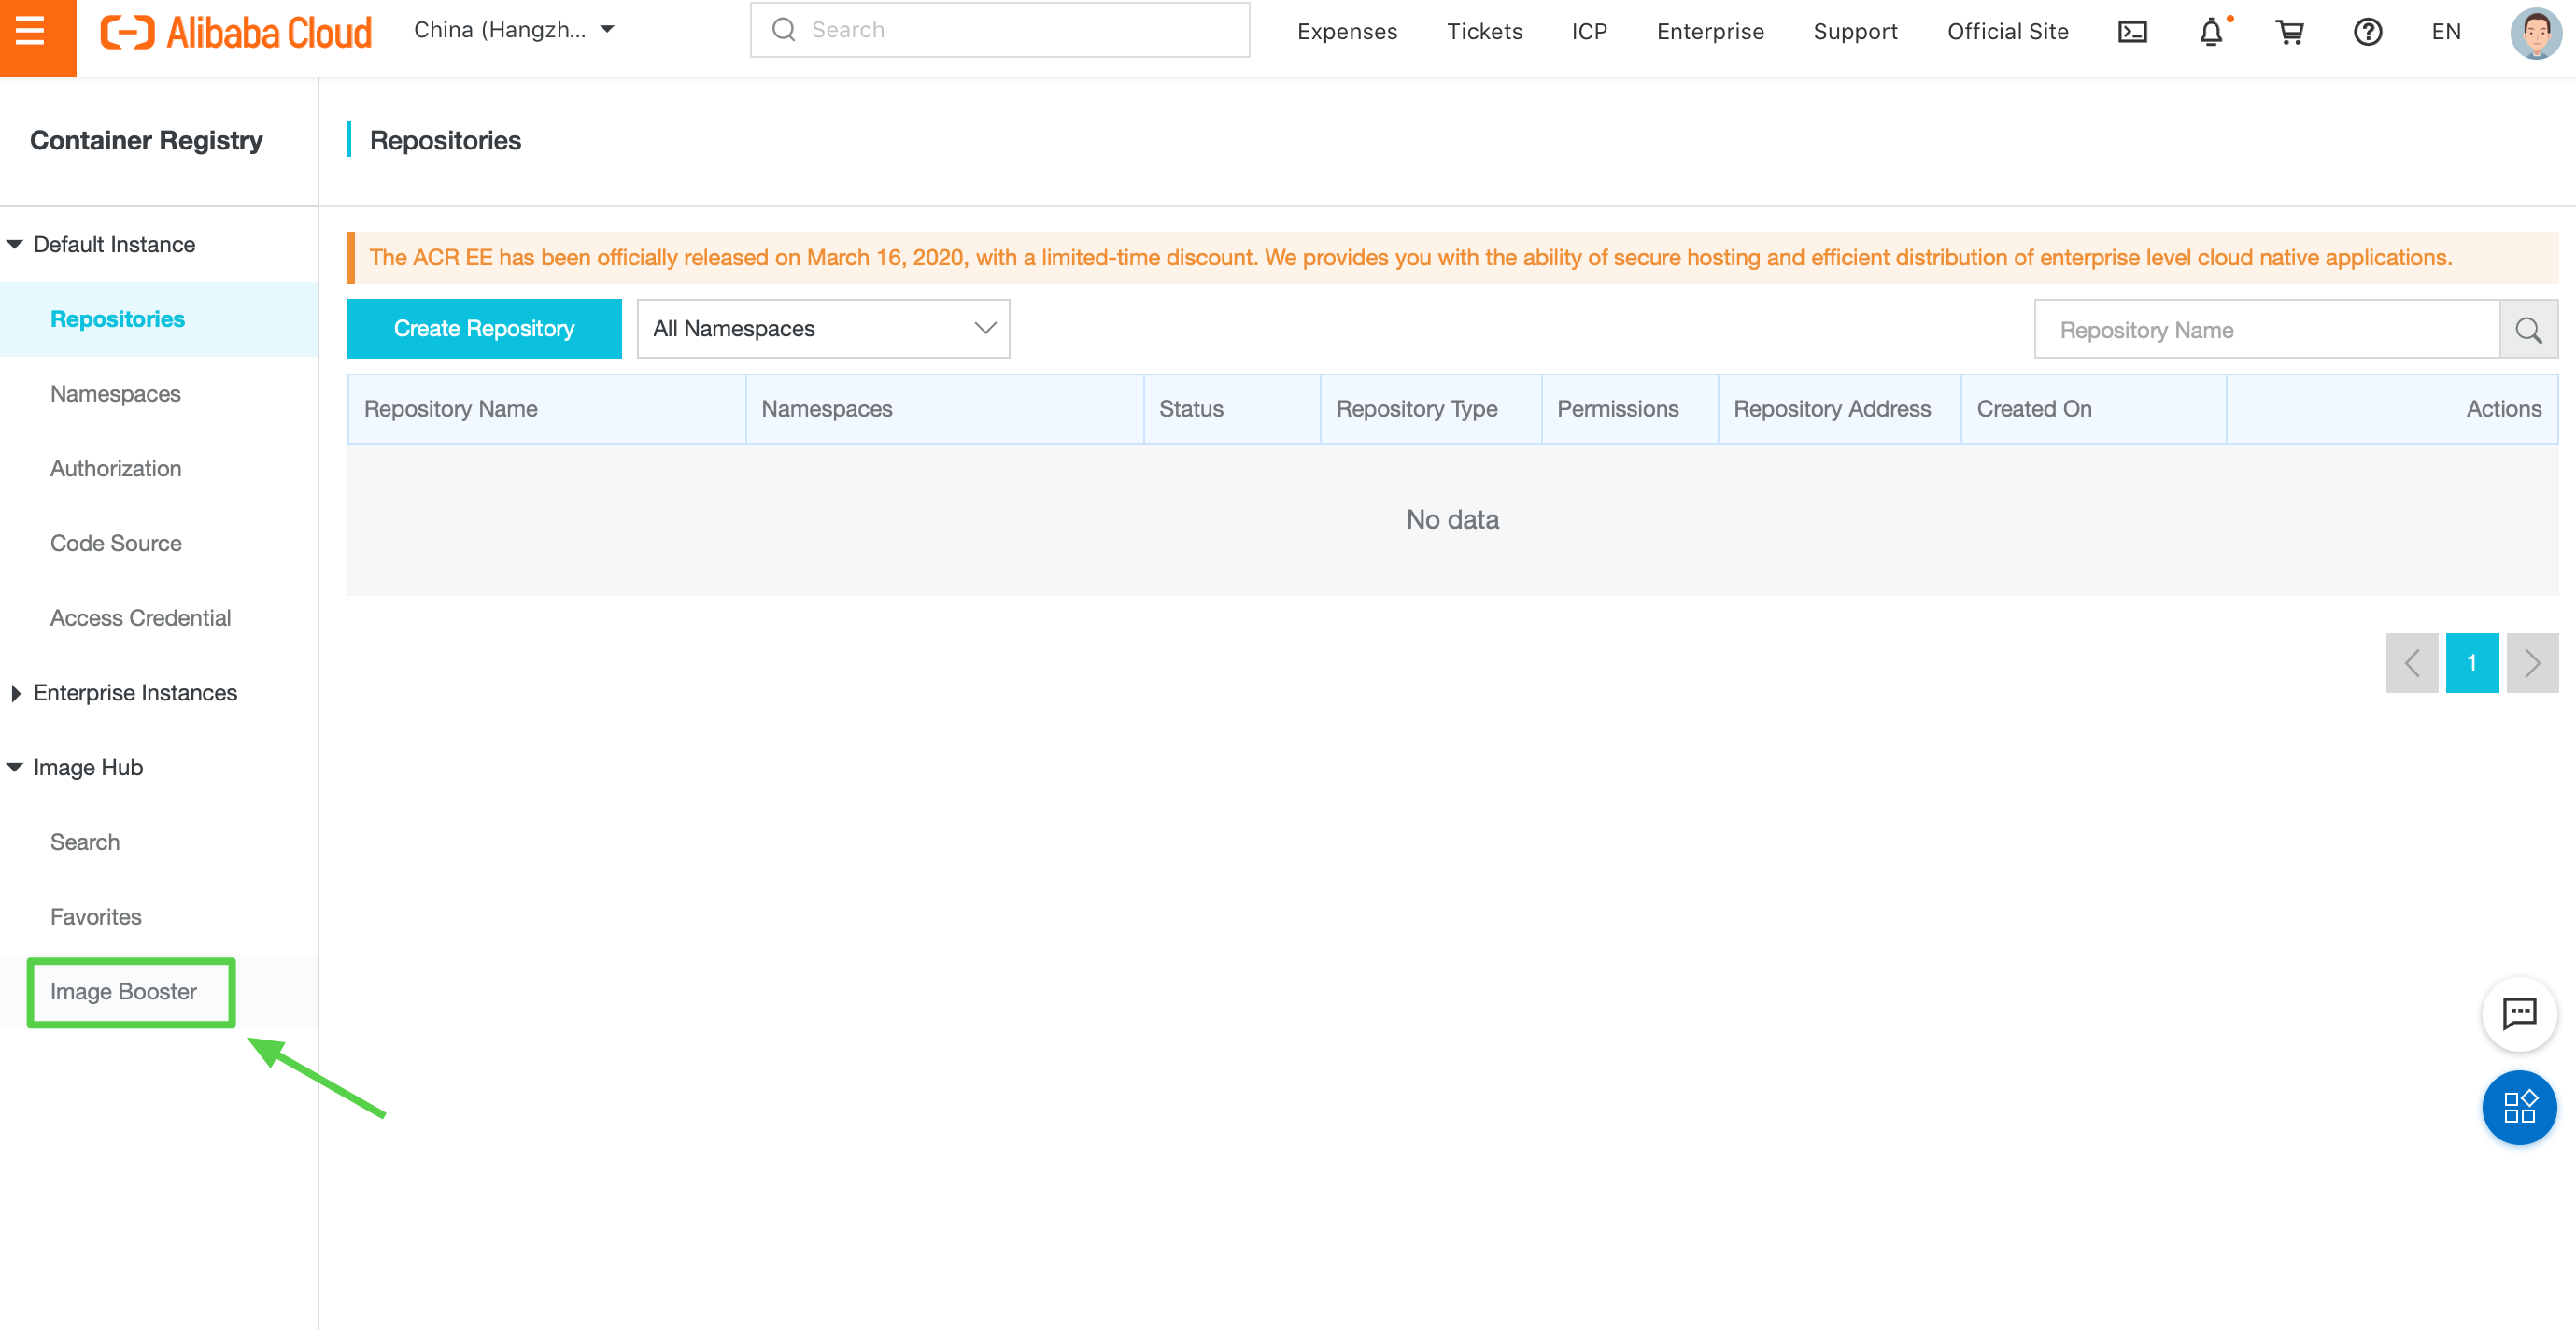 Alibaba Cloud
China (Hangzh...
Search
Expenses
Tickets
ICP
Enterprise
Support
Official Site
EN
Container Registry
Default Instance
Repositories
Namespaces
Authorization
Code Source
Access Credential
Enterprise Instances
Image Hub
Search
Favorites
Image Booster
Repositories
The ACR EE has been officially released on March 16, 2020, with a limited-time discount. We provides you with the ability of secure hosting and efficient distribution of enterprise level cloud native applications.
Create Repository
All Namespaces
Repository Name
Repository Name
Namespaces
Status
Repository Type
Permissions
Repository Address
Created On
Actions
No data
1